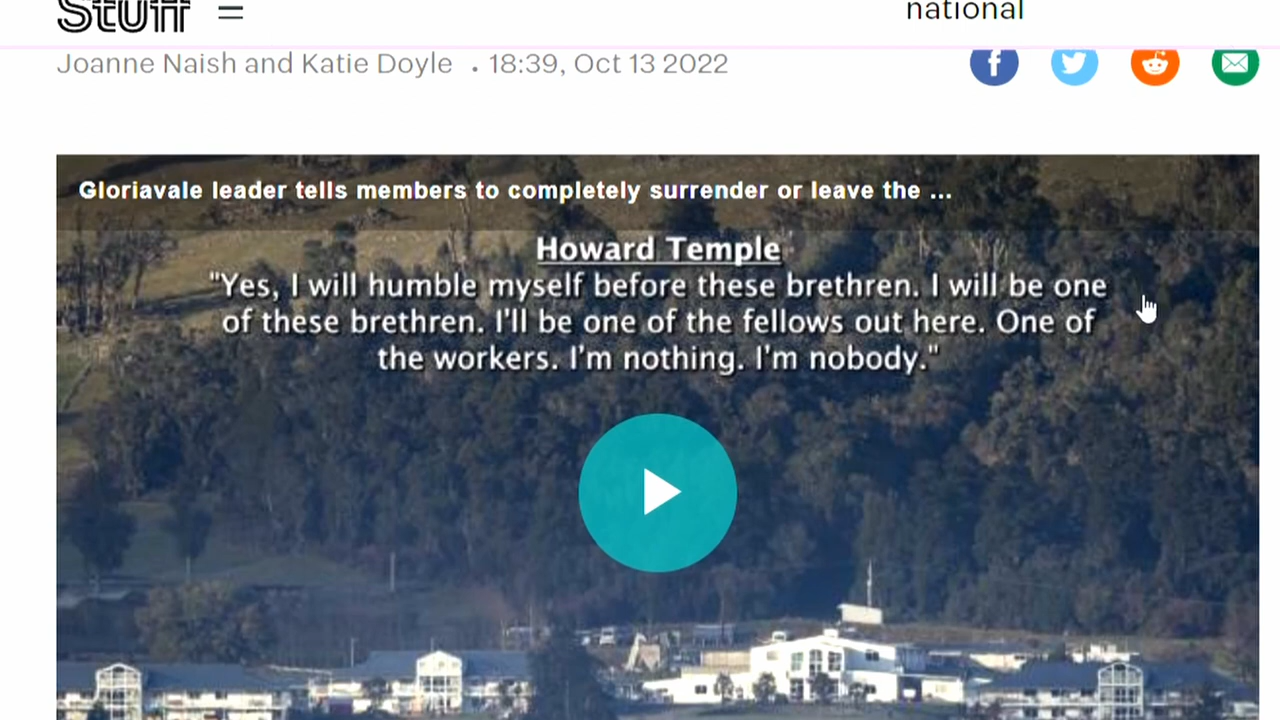 Stuff
national
Joanne Naish and Katie Doyle . 18:39, Oct 13 2022
Gloriavale leader tells members to completely surrender or leave the ...
Howard Temple
"Yes, I will humble myself before these brethren. I will be one
of these brethren. I'll be one of the fellows out here. One of
the workers. I'm nothing. I'm nobody."